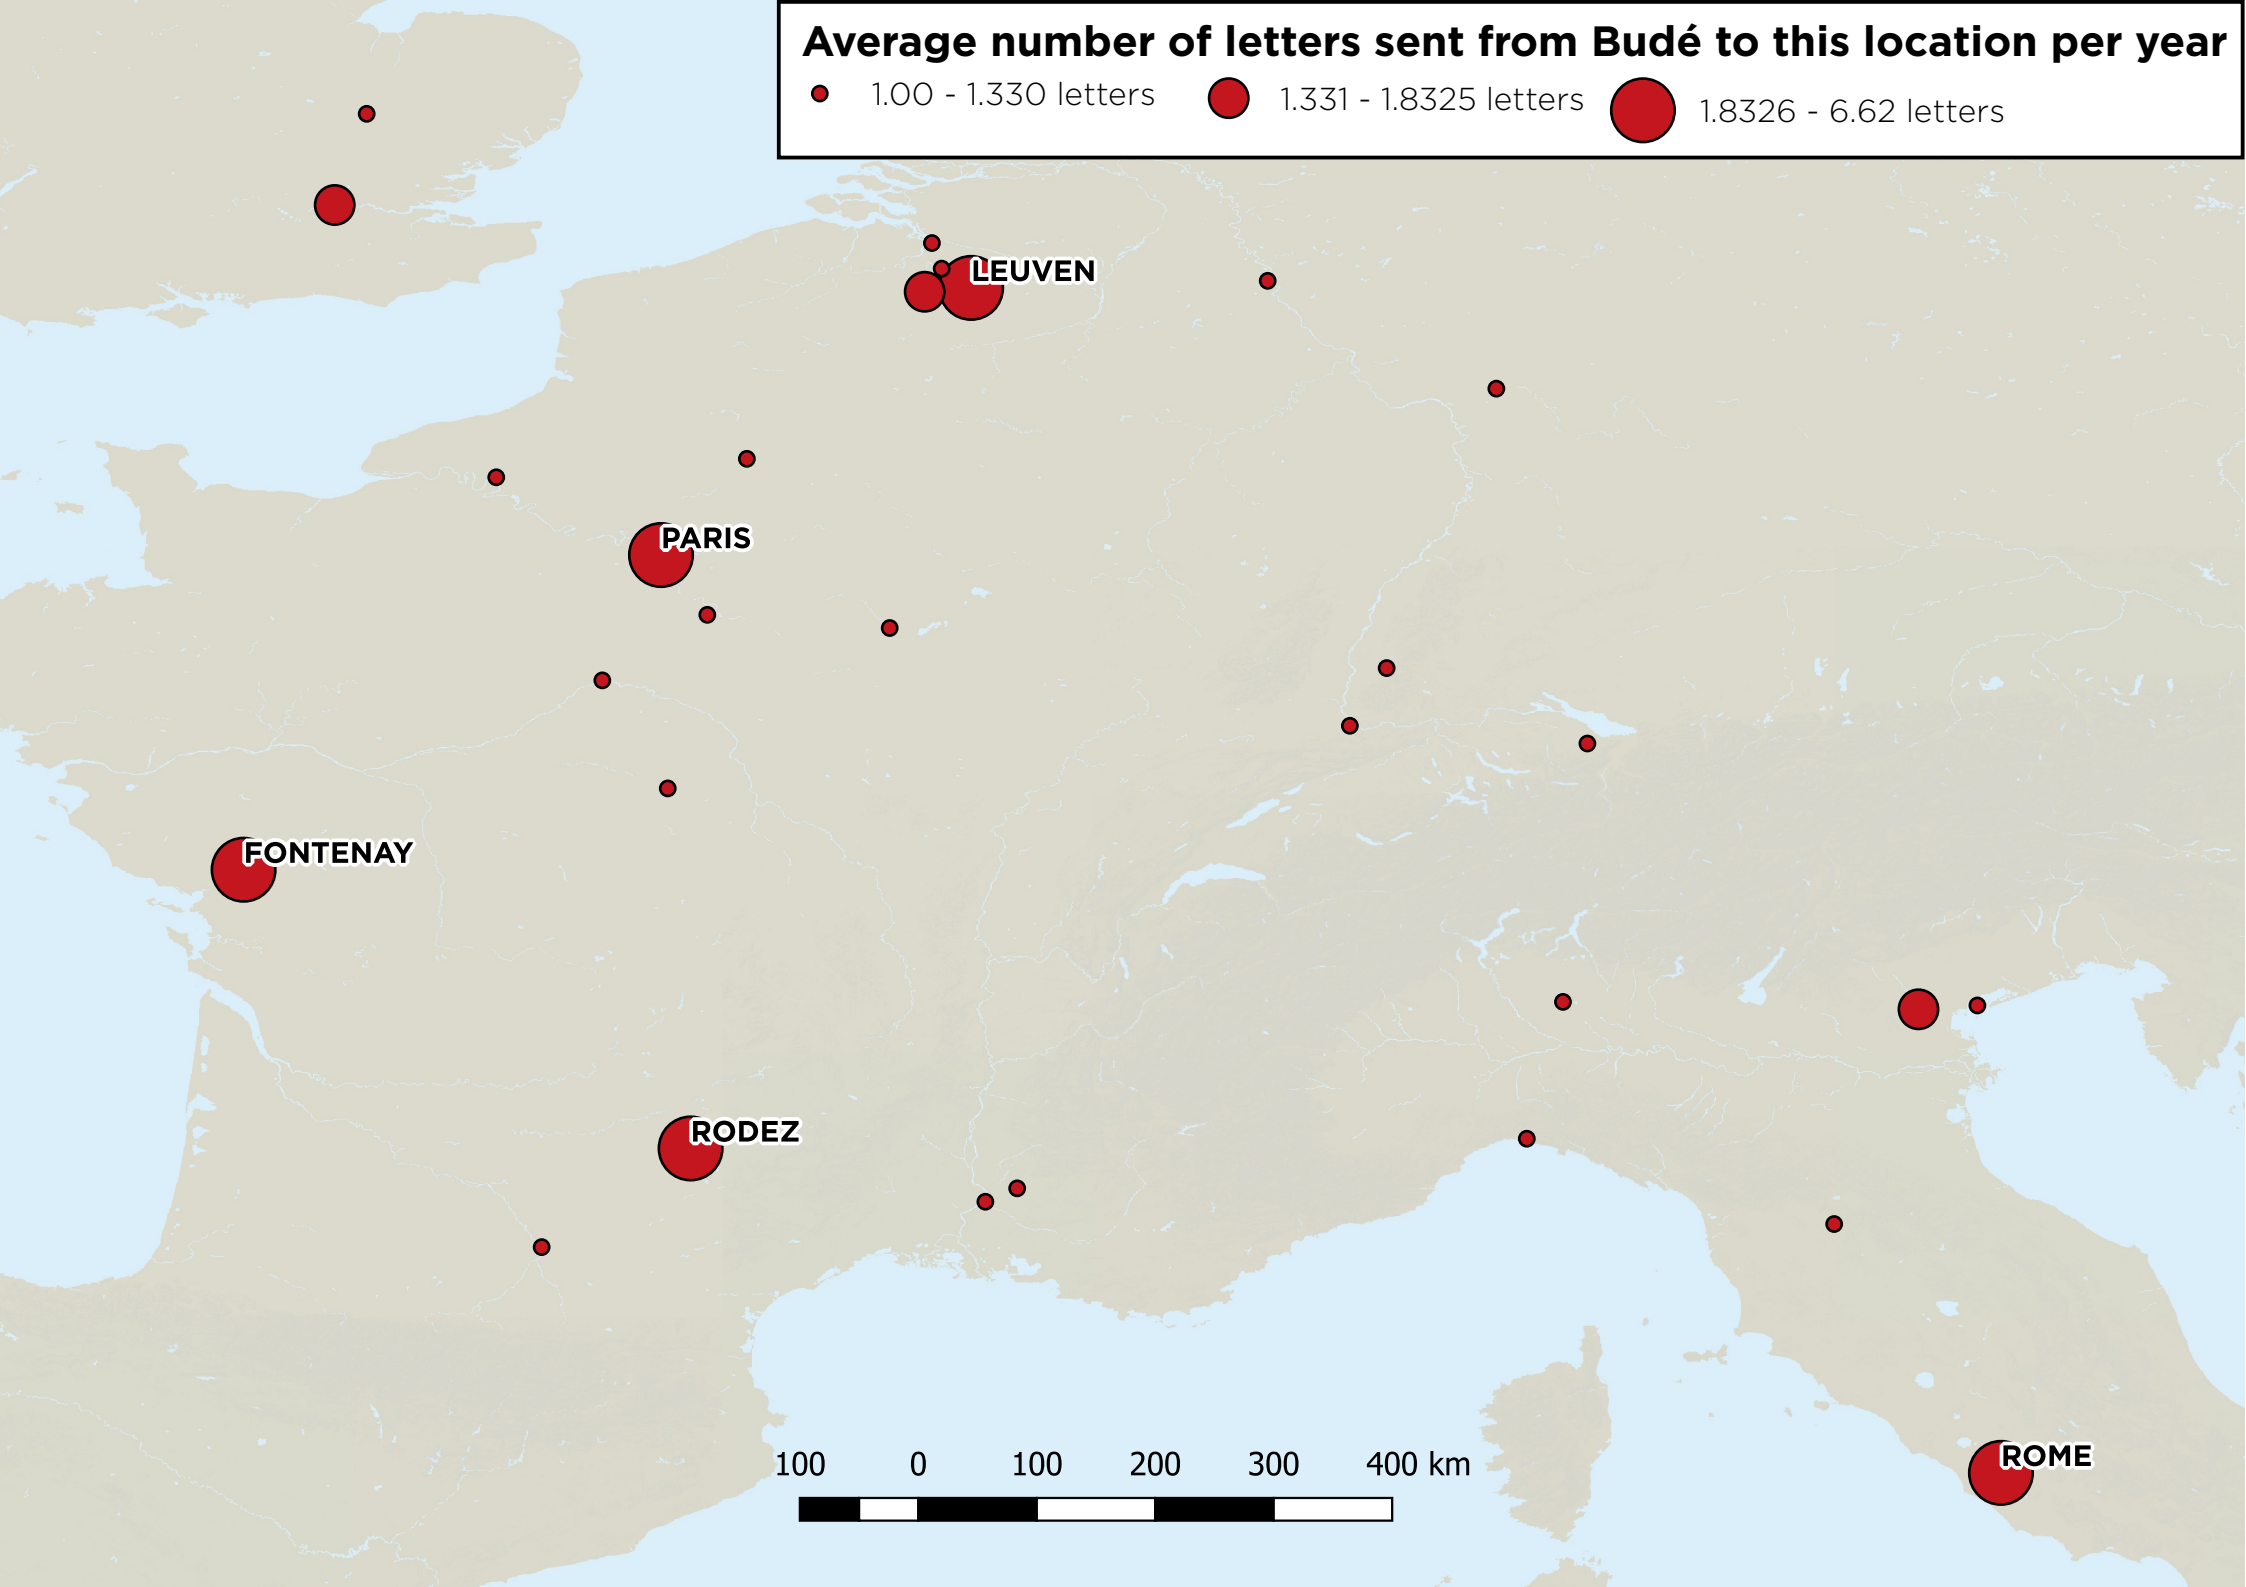 Average number of letters sent from Budé to this location per year
1.00 - 1.330 letters
1.331 - 1.8325 letters
1.8326 - 6.62 letters
LEUVEN
PARIS
FONTENAY
RODEZ
ROME
100 0 100 200 300 400 km